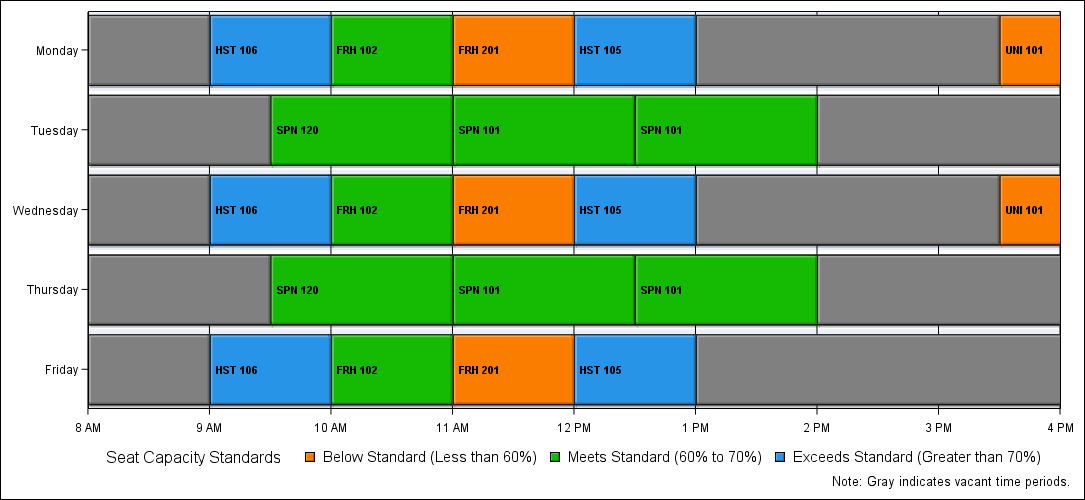 Monday HST 106 FRH 102 FRH 201 HST 105 UNI 101
Tuesday SPN 120 SPN 101 SPN 101
Wednesday HST 106 FRH 102 FRH 201 HST 105 UNI 101
Thursday SPN 120 SPN 101 SPN 101
Friday HST 106 FRH 102 FRH 201 HST 105
8 AM 9 AM 10 AM 11 AM 12 PM 1 PM 2 PM 3 PM 4 PM
Seat Capacity Standards Below Standard (Less than 60%) Meets Standard (60% to 70%) Exceeds Standard (Greater than 70%)
Note: Gray indicates vacant time periods.